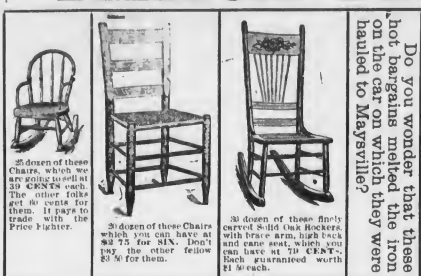 25 dozen of these
Chairs, which we
are going to sell at
39 CENTS each.
The other folks
get 60 cents for
them. It pays to
trade with the
Price Fighter.
20 dozen of these Chairs
which you can have at
$2 75 for SIX. Don't
pay the other fellow
$3 50 for them.
30 dozen of these finely
carved Solid Oak Rockers,
with brace arm, high back
and cane seat, which you
can have at 79 CENTS.
Each guaranteed worth
$1 50 each.
Do you wonder that these
hot bargains melted the iron
on the car on which they were
hauled to Maysville?